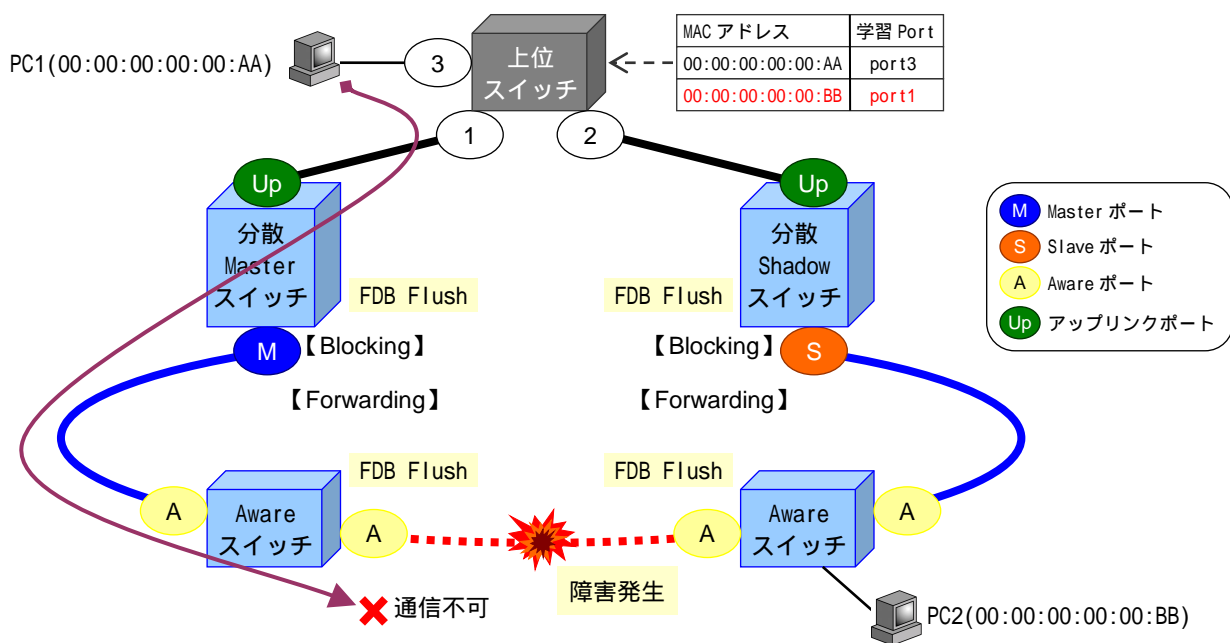 PC1(00:00:00:00:00:AA)
3
上位
スイッチ
MAC アドレス 学習 Port
00:00:00:00:00:AA port3
00:00:00:00:00:BB port1
1
2
Up
Up
分散
Master
スイッチ
分散
Shadow
スイッチ
FDB Flush
FDB Flush
M
【Blocking】
【Blocking】
S
【Forwarding】
【Forwarding】
M Master ポート
S Slave ポート
A Aware ポート
Up アップリンクポート
FDB Flush
FDB Flush
A
Aware
スイッチ
A
A
Aware
スイッチ
A
障害発生
通信不可
PC2(00:00:00:00:00:BB)